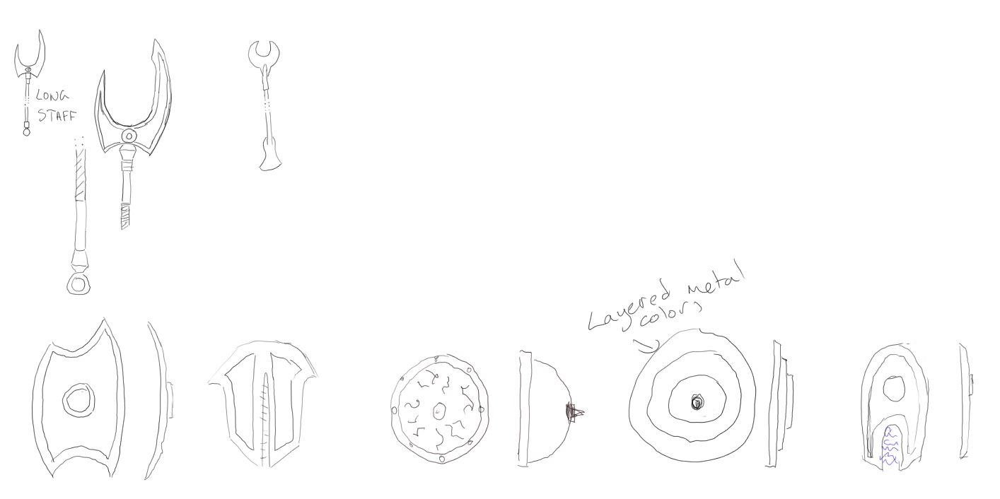 LONG
STAFF
Layered metal
colors